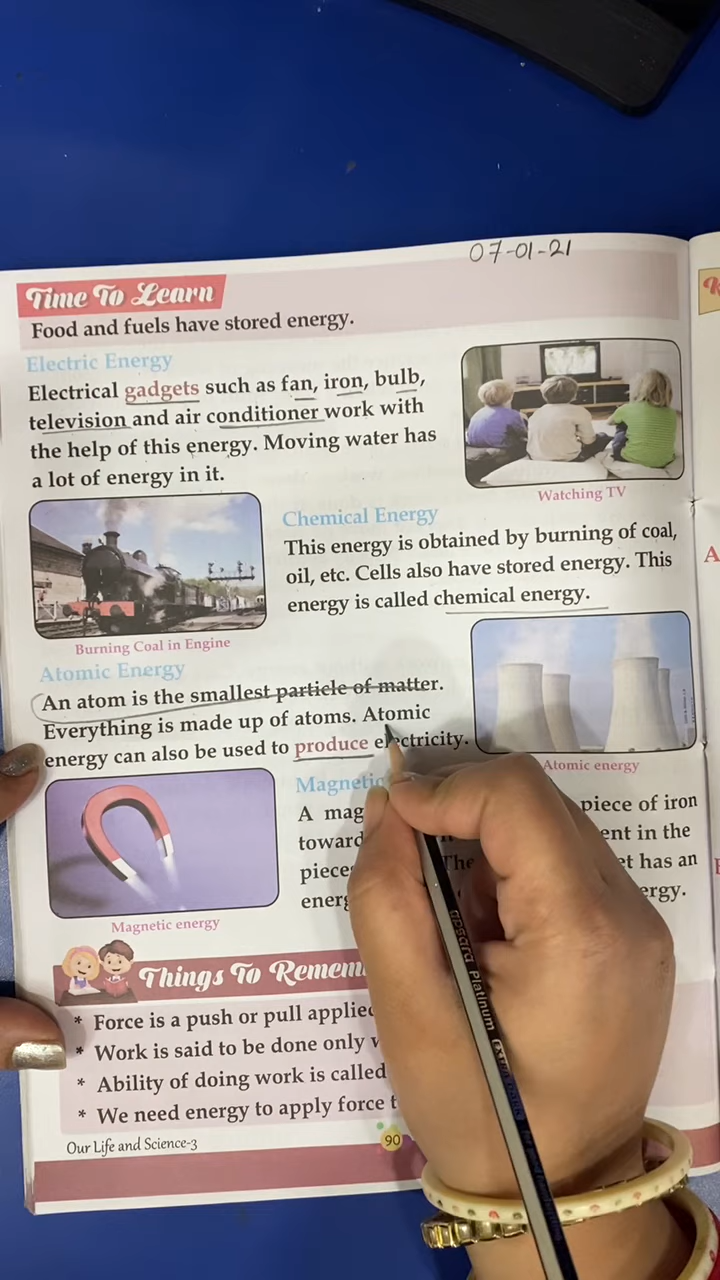 07-01-21
Time To Learn
Food and fuels have stored energy.
Electric Energy
Electrical gadgets such as fan, iron, bulb,
television and air conditioner work with
the help of this energy. Moving water has
a lot of energy in it.
Watching TV
Chemical Energy
This energy is obtained by burning of coal,
oil, etc. Cells also have stored energy. This
energy is called chemical energy.
Burning Coal in Engine
Atomic Energy
An atom is the smallest particle of matter.
Everything is made up of atoms. Atomic
energy can also be used to produce electricity.
Atomic energy
Magnetic
A mag piece of iron
toward ent in the
piece The et has an
energ ergy.
Magnetic energy
Things To Remem
* Force is a push or pull applied
* Work is said to be done only
* Ability of doing work is called
* We need energy to apply force t
Our Life and Science-3
90
apsara Platinum EXTRA DARK